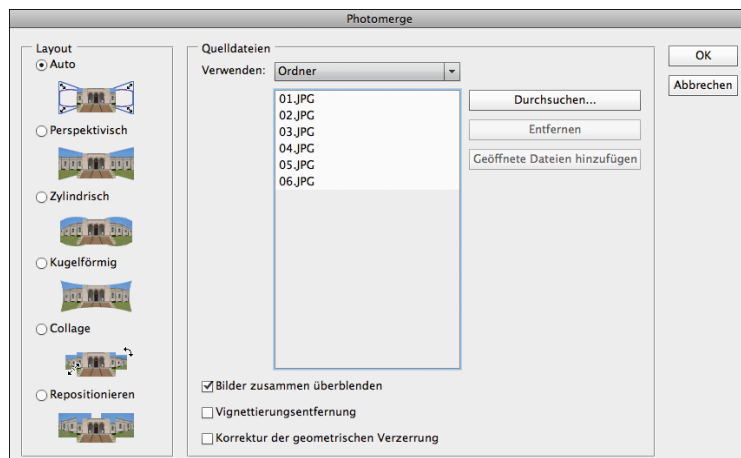 Photomerge
Layout
Auto
Perspektivisch
Zylindrisch
Kugelförmig
Collage
Repositionieren
Quelldateien
Verwenden: Ordner
01.JPG
02.JPG
03.JPG
04.JPG
05.JPG
06.JPG
Durchsuchen...
Entfernen
Geöffnete Dateien hinzufügen
Bilder zusammen überblenden
Vignettierungsentfernung
Korrektur der geometrischen Verzerrung
OK
Abbrechen